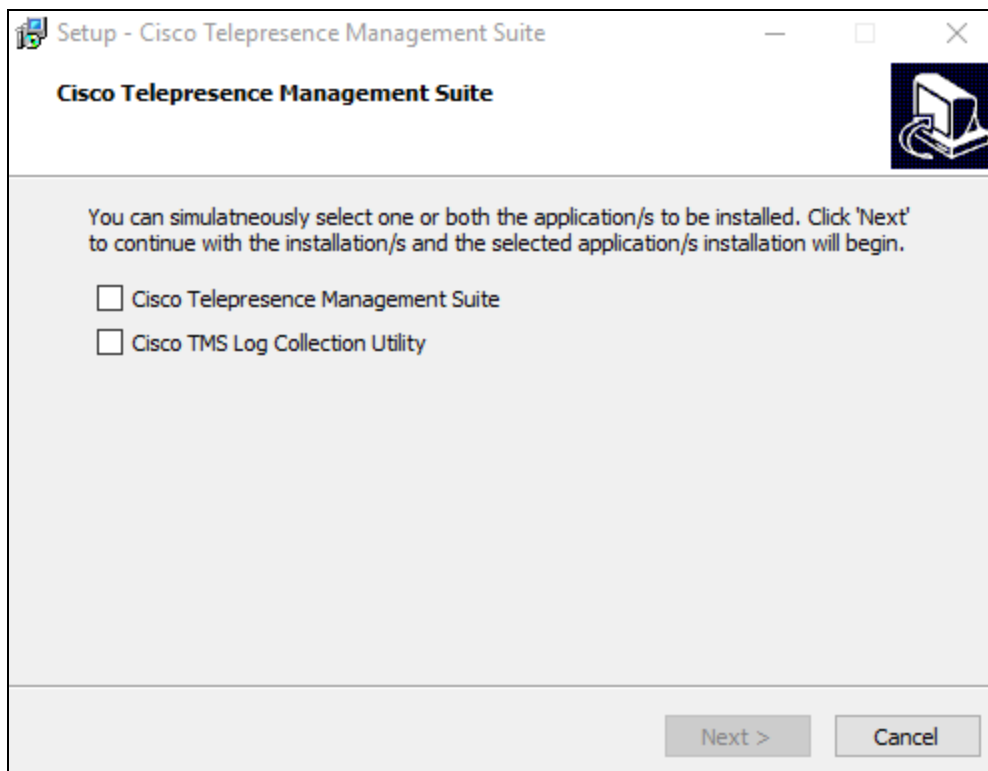 Setup - Cisco Telepresence Management Suite
Cisco Telepresence Management Suite
You can simulatneously select one or both the application/s to be installed. Click 'Next'
to continue with the installation/s and the selected application/s installation will begin.
Cisco Telepresence Management Suite
Cisco TMS Log Collection Utility
Next >
Cancel